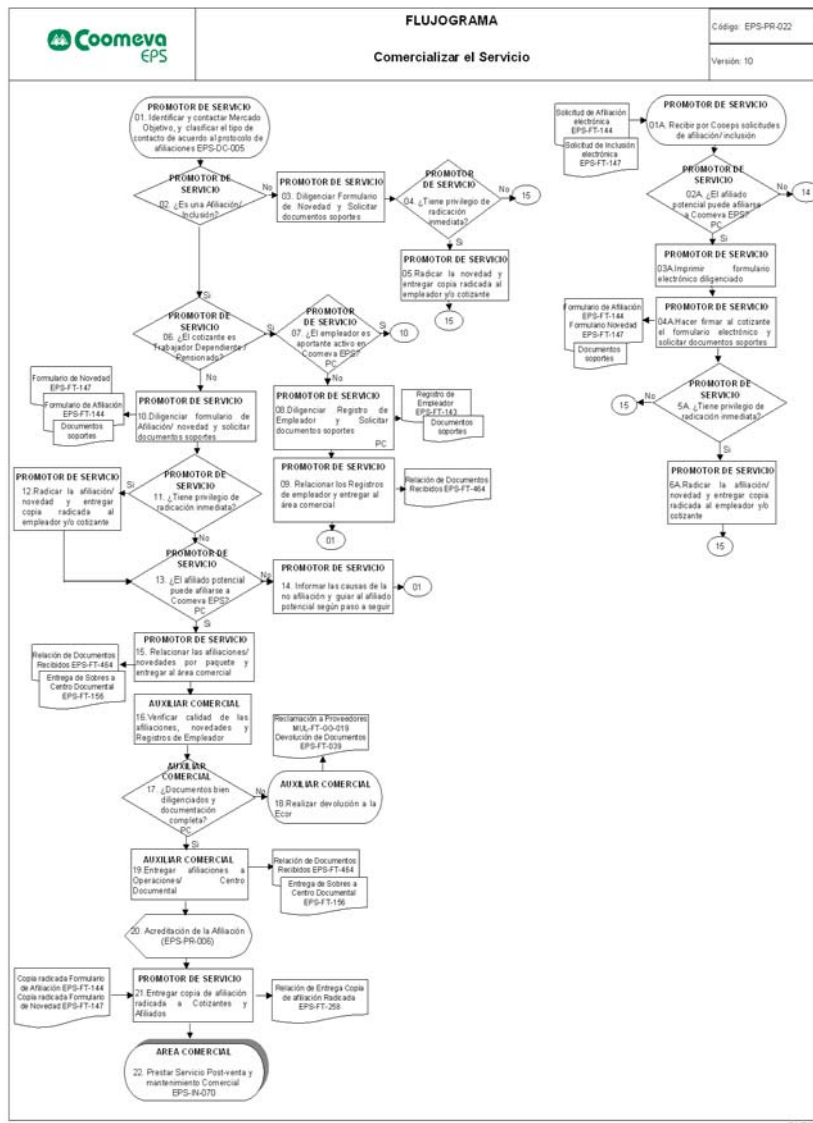 Coomeva
EPS
FLUJOGRAMA
Comercializar el Servicio
Código: EPS-PR-022
Versión: 10
PROMOTOR DE SERVICIO
01. Identificar y contactar Mercado
Objetivo, y clasificar el tipo de
contacto de acuerdo al protocolo de
afiliaciones EPS-DC-005
PROMOTOR DE
SERVICIO
02. ¿Es una Afiliación/
Inclusión?
No
Si
PROMOTOR DE SERVICIO
03. Diligenciar Formulario
de Novedad y Solicitar
documentos soportes
PROMOTOR
DE SERVICIO
04. ¿Tiene privilegio de
radicación
inmediata?
No
15
Si
PROMOTOR DE SERVICIO
05.Radicar la novedad y
entregar copia radicada al
empleador y/o cotizante
15
PROMOTOR DE
SERVICIO
06. ¿El cotizante es
Trabajador Dependiente /
Pensionado?
Si
No
PROMOTOR
DE SERVICIO
07. ¿El empleador es
aportante activo en
Coomeva EPS?
PC
Si
10
No
PROMOTOR DE SERVICIO
08.Diligenciar Registro de
Empleador y Solicitar
documentos soportes
PC
Registro de
Empleador
EPS-FT-143
Documentos
soportes
PROMOTOR DE SERVICIO
09. Relacionar los Registros
de empleador y entregar al
área comercial
Relación de Documentos
Recibidos EPS-FT-464
01
Formulario de Novedad
EPS-FT-147
Formulario de Afiliación
EPS-FT-144
Documentos
soportes
PROMOTOR DE SERVICIO
10.Diligenciar formulario de
Afiliación/ novedad y solicitar
documentos soportes
PROMOTOR DE
SERVICIO
11. ¿Tiene privilegio de
radicación inmediata?
Si
No
PROMOTOR DE SERVICIO
12.Radicar la afiliación/
novedad y entregar
copia radicada al
empleador y/o cotizante
PROMOTOR DE
SERVICIO
13. ¿El afiliado potencial
puede afiliarse a
Coomeva EPS?
PC
No
Si
PROMOTOR DE SERVICIO
14. Informar las causas de la
no afiliación y guiar al afiliado
potencial según paso a seguir
01
PROMOTOR DE SERVICIO
15. Relacionar las afiliaciones/
novedades por paquete y
entregar al área comercial
Relación de Documentos
Recibidos EPS-FT-464
Entrega de Sobres a
Centro Documental
EPS-FT-156
AUXILIAR COMERCIAL
16.Verificar calidad de las
afiliaciones, novedades y
Registros de Empleador
AUXILIAR
COMERCIAL
17. ¿Documentos bien
diligenciados y
documentación
completa?
PC
No
Si
Reclamación a Proveedores
MUL-FT-GO-019
Devolución de Documentos
EPS-FT-039
AUXILIAR COMERCIAL
18.Realizar devolución a la
Ecor
AUXILIAR COMERCIAL
19.Entregar afiliaciones a
Operaciones/ Centro
Documental
Relación de Documentos
Recibidos EPS-FT-464
Entrega de Sobres a
Centro Documental
EPS-FT-156
20. Acreditación de la Afiliación
(EPS-PR-006)
Copia radicada Formulario
de Afiliación EPS-FT-144
Copia radicada Formulario
de Novedad EPS-FT-147
PROMOTOR DE SERVICIO
21.Entregar copia de afiliación
radicada a Cotizantes y
Afiliados
Relación de Entrega Copia
de afiliación Radicada
EPS-FT-258
AREA COMERCIAL
22. Prestar Servicio Post-venta y
mantenimiento Comercial
EPS-IN-070
Solicitud de Afiliación
electrónica
EPS-FT-144
Solicitud de Inclusión
electrónica
EPS-FT-147
PROMOTOR DE SERVICIO
01A. Recibir por Cooeps solicitudes
de afiliación/ inclusión
PROMOTOR DE
SERVICIO
02A. ¿El afiliado
potencial puede afiliarse
a Coomeva EPS?
PC
No
14
Si
PROMOTOR DE SERVICIO
03A.Imprimir formulario
electrónico diligenciado
PROMOTOR DE SERVICIO
04A.Hacer firmar al cotizante
el formulario electrónico y
solicitar documentos soportes
Formulario de Afiliación
EPS-FT-144
Formulario Novedad
EPS-FT-147
Documentos
soportes
PROMOTOR DE
SERVICIO
5A. ¿Tiene privilegio de
radicación inmediata?
No
15
Si
PROMOTOR DE SERVICIO
6A.Radicar la afiliación/
novedad y entregar copia
radicada al empleador y/o
cotizante
15